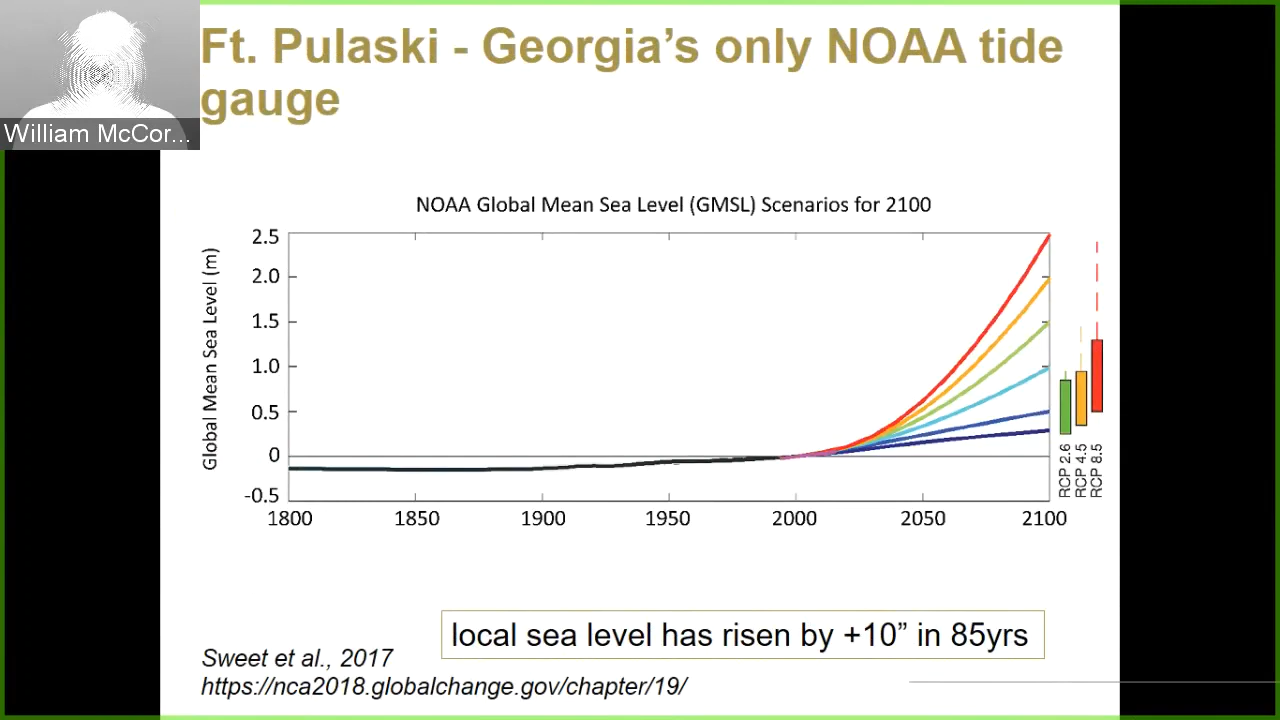 Ft. Pulaski - Georgia's only NOAA tide
gauge
William McCor...
NOAA Global Mean Sea Level (GMSL) Scenarios for 2100
Global Mean Sea Level (m)
2.5
2.0
1.5
1.0
0.5
0
-0.5
1800 1850 1900 1950 2000 2050 2100
RCP 2.6
RCP 4.5
RCP 8.5
local sea level has risen by +10” in 85yrs
Sweet et al., 2017
https://nca2018.globalchange.gov/chapter/19/